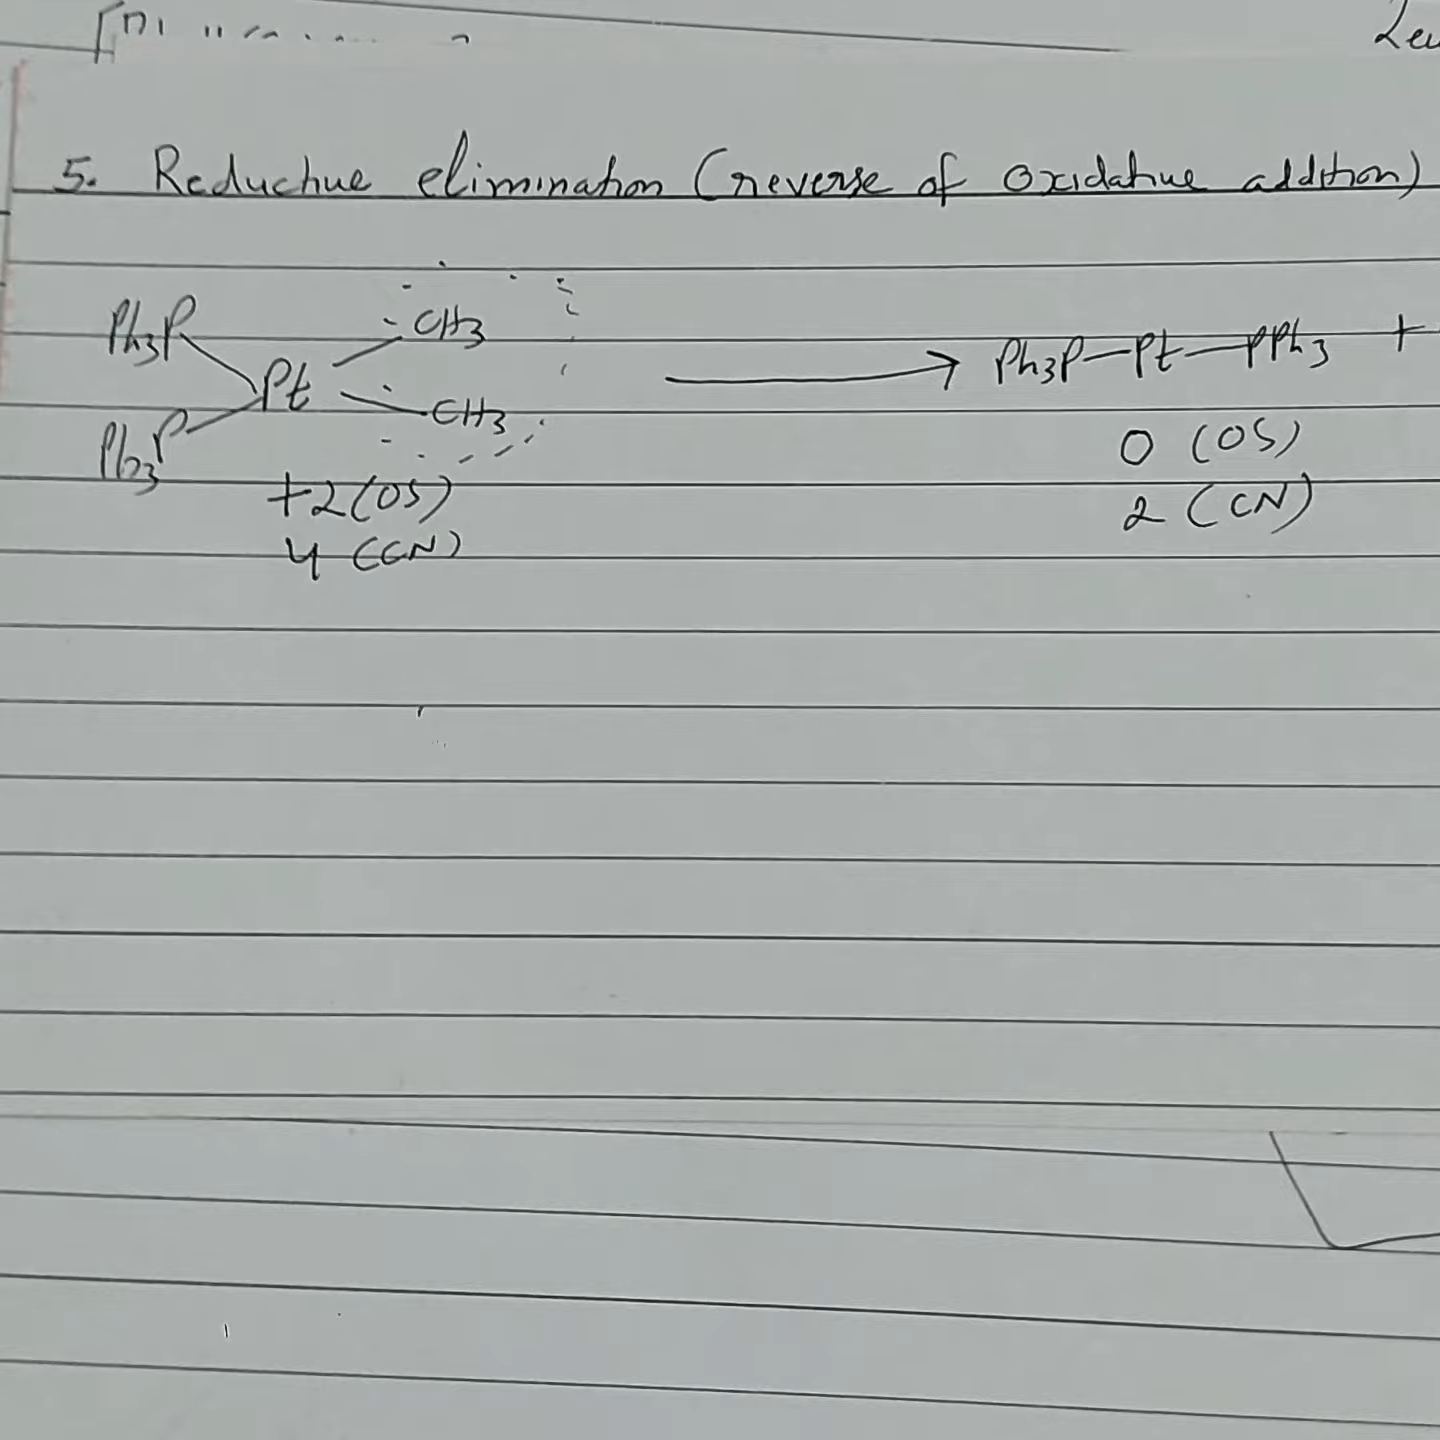 5. Reductive elimination (reverse of oxidative addition)
Ph3P
CH3
Pt
Ph3P
CH3
+2 (OS)
4 (CN)
Ph3P—Pt—PPh3 +
0 (OS)
2 (CN)